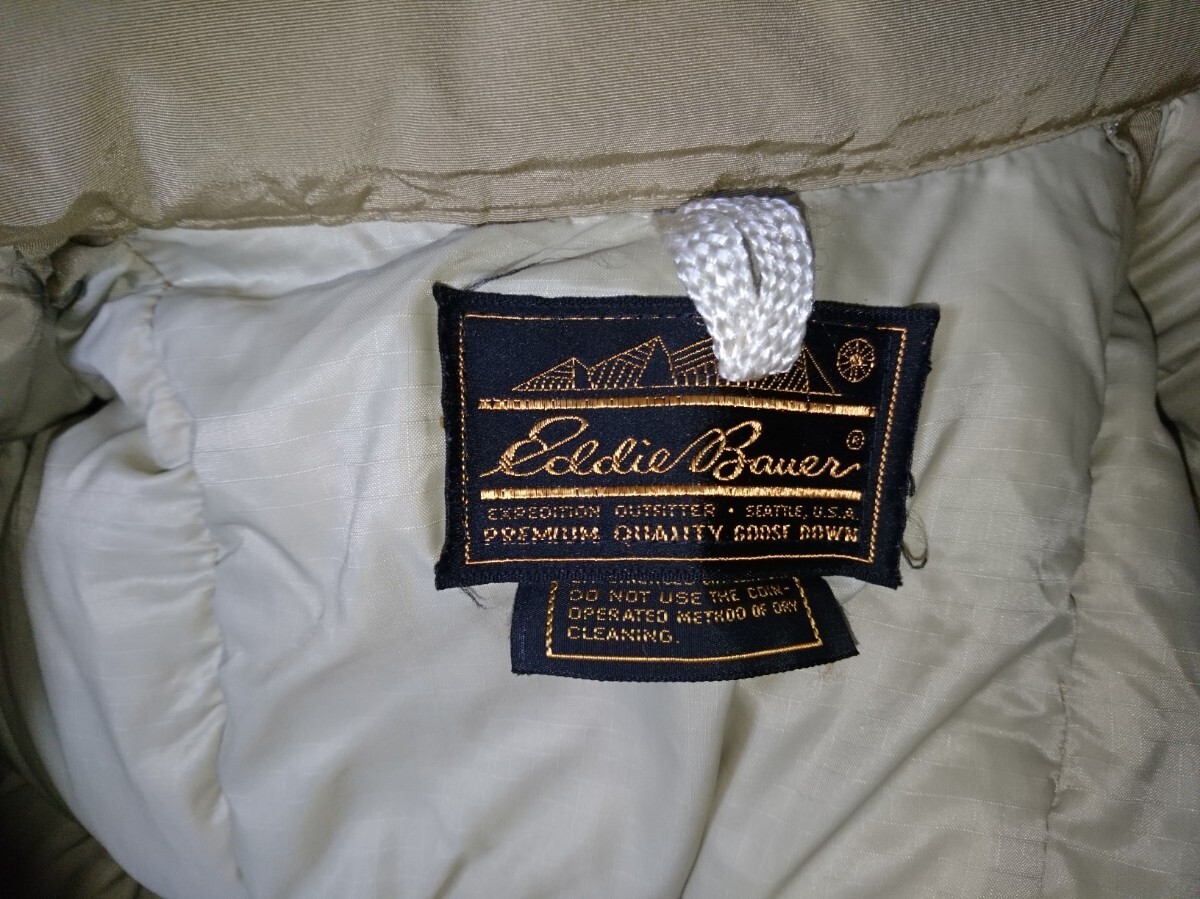 Eddie Bauer ®
EXPEDITION OUTFITTER · SEATTLE, U.S.A.
PREMIUM QUALITY GOOSE DOWN
DO NOT USE THE COIN-
OPERATED METHOD OF DRY
CLEANING.